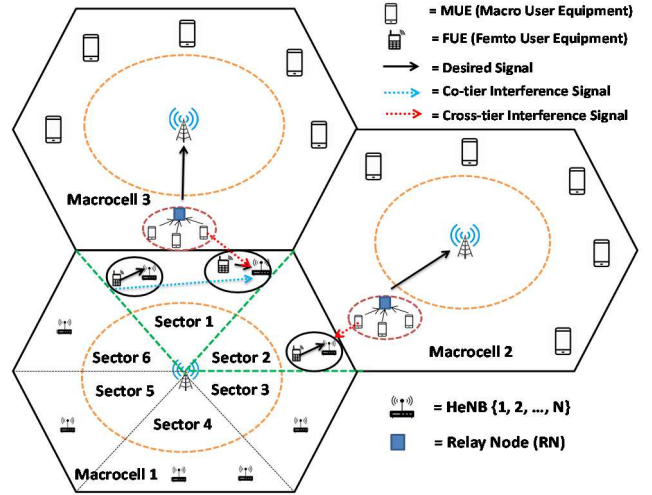 = MUE (Macro User Equipment)
= FUE (Femto User Equipment)
= Desired Signal
= Co-tier Interference Signal
= Cross-tier Interference Signal
Macrocell 3
Sector 1
Sector 6
Sector 2
Sector 5
Sector 3
Sector 4
Macrocell 2
Macrocell 1
= HeNB {1, 2, ..., N}
= Relay Node (RN)